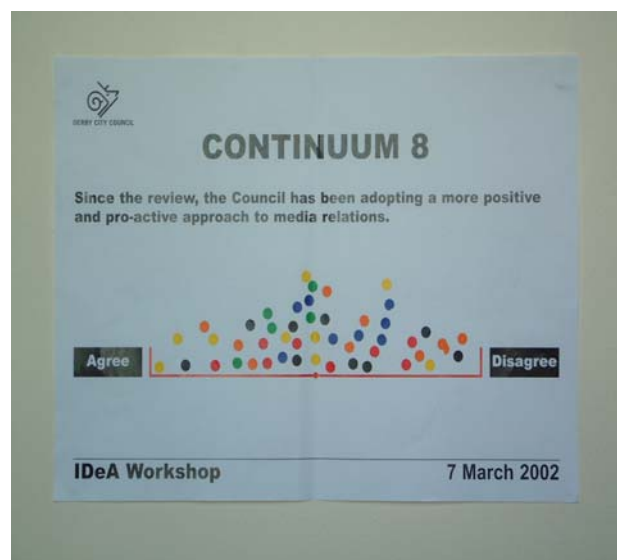 DERBY CITY COUNCIL
CONTINUUM 8
Since the review, the Council has been adopting a more positive
and pro-active approach to media relations.
Agree
Disagree
IDeA Workshop
7 March 2002